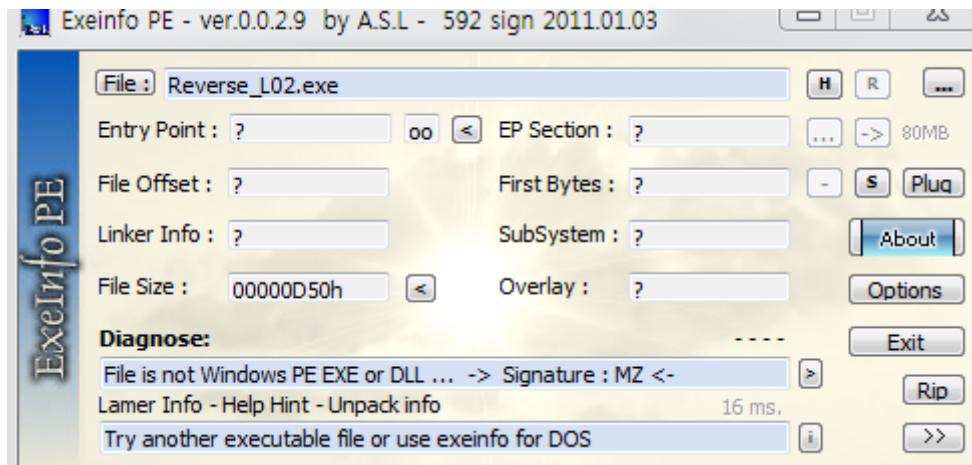 Exeinfo PE - ver.0.0.2.9 by A.S.L - 592 sign 2011.01.03
File : Reverse_L02.exe H R ...
Entry Point : ? oo < EP Section : ? ... -> 80MB
File Offset : ? First Bytes : ? - S Plug
Linker Info : ? SubSystem : ? About
File Size : 00000D50h < Overlay : ? Options
Diagnose: - - - - Exit
File is not Windows PE EXE or DLL ... -> Signature : MZ <- >
Lamer Info - Help Hint - Unpack info 16 ms. Rip
Try another executable file or use exeinfo for DOS i >>
ExeInfo PE